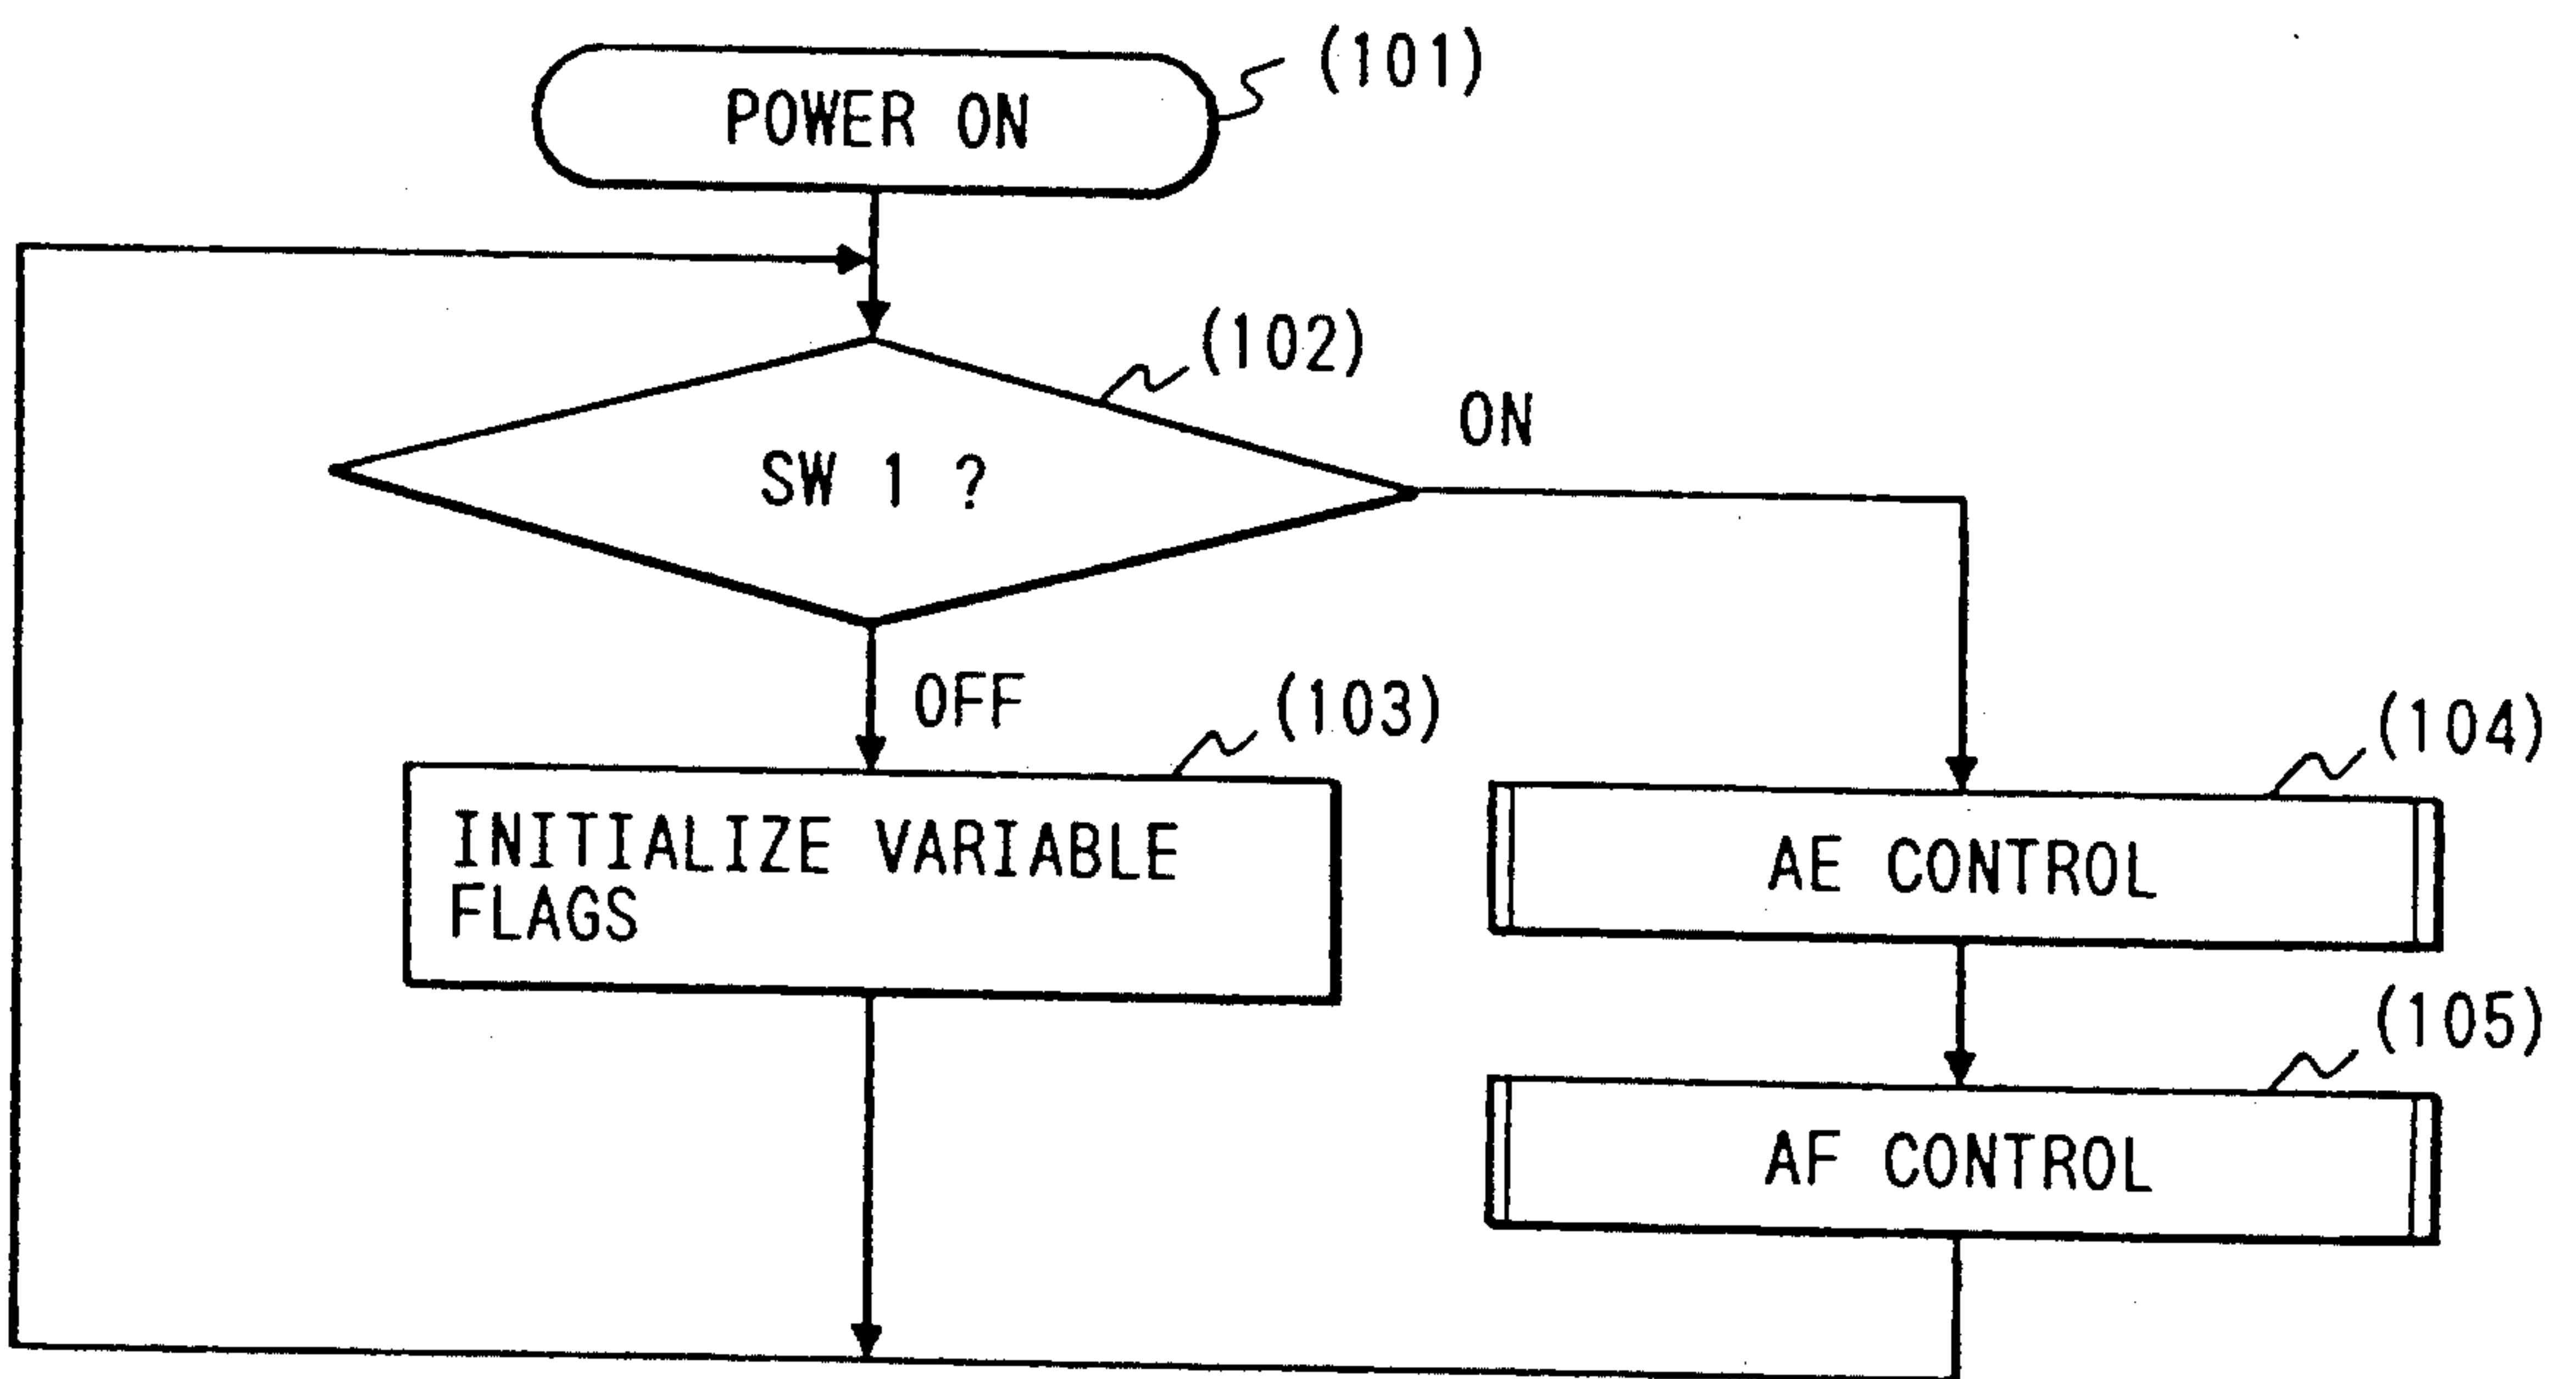 POWER ON
(101)
SW 1 ?
(102)
ON
OFF
(103)
INITIALIZE VARIABLE
FLAGS
(104)
AE CONTROL
(105)
AF CONTROL